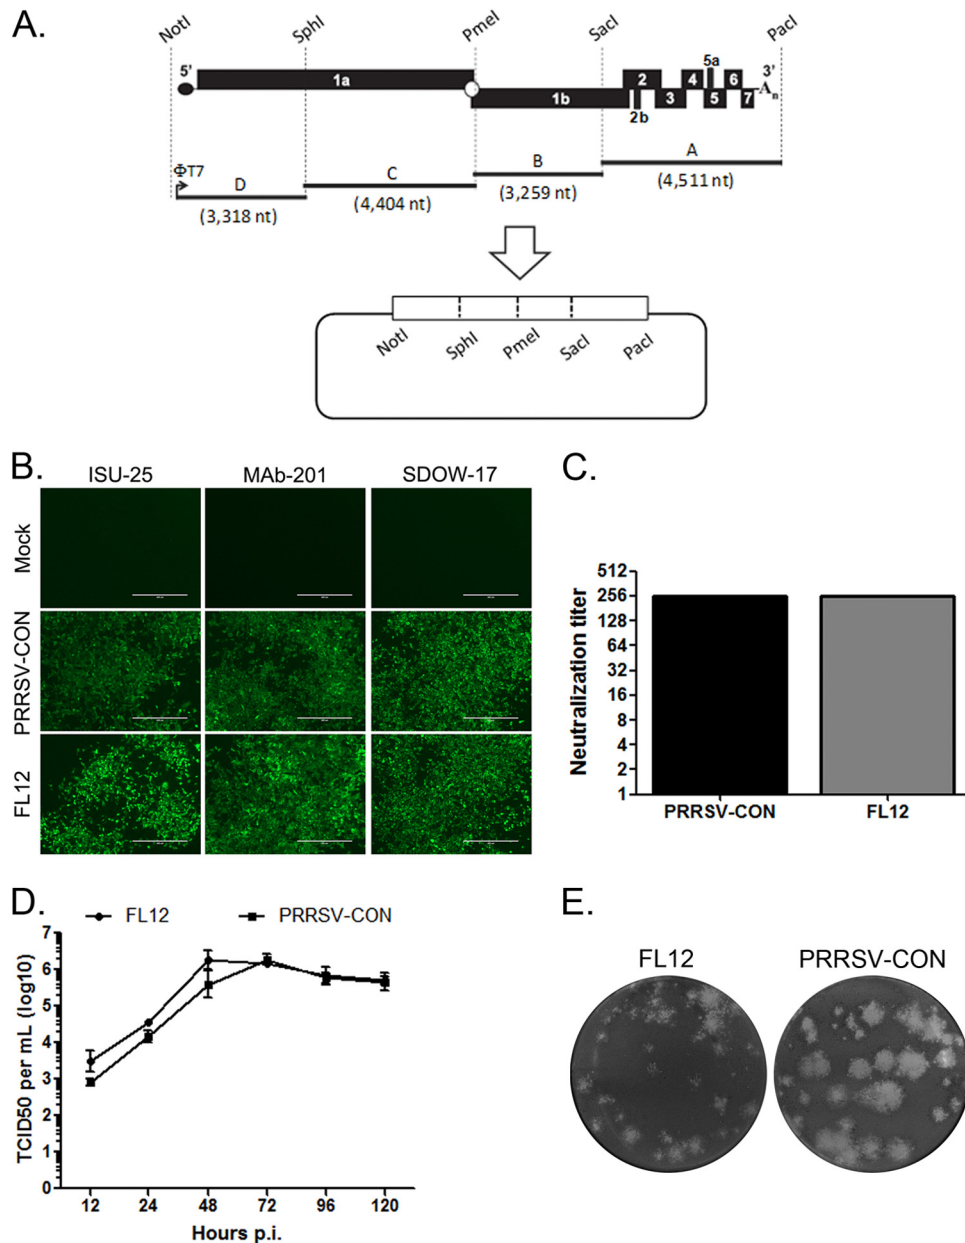 A.
NotI SphI PmeI SacI PacI
5' 1a 1b 2 2b 3 4 5a 5 6 7 3' An
ΦT7 D C B A
(3,318 nt) (4,404 nt) (3,259 nt) (4,511 nt)
NotI SphI PmeI SacI PacI
B.
ISU-25 MAb-201 SDOW-17
Mock
PRRSV-CON
FL12
C.
Neutralization titer
512
256
128
64
32
16
8
4
2
1
PRRSV-CON FL12
D.
FL12 PRRSV-CON
TCID50 per mL (log10)
7
6
5
4
3
2
1
0
12 24 48 72 96 120
Hours p.i.
E.
FL12 PRRSV-CON